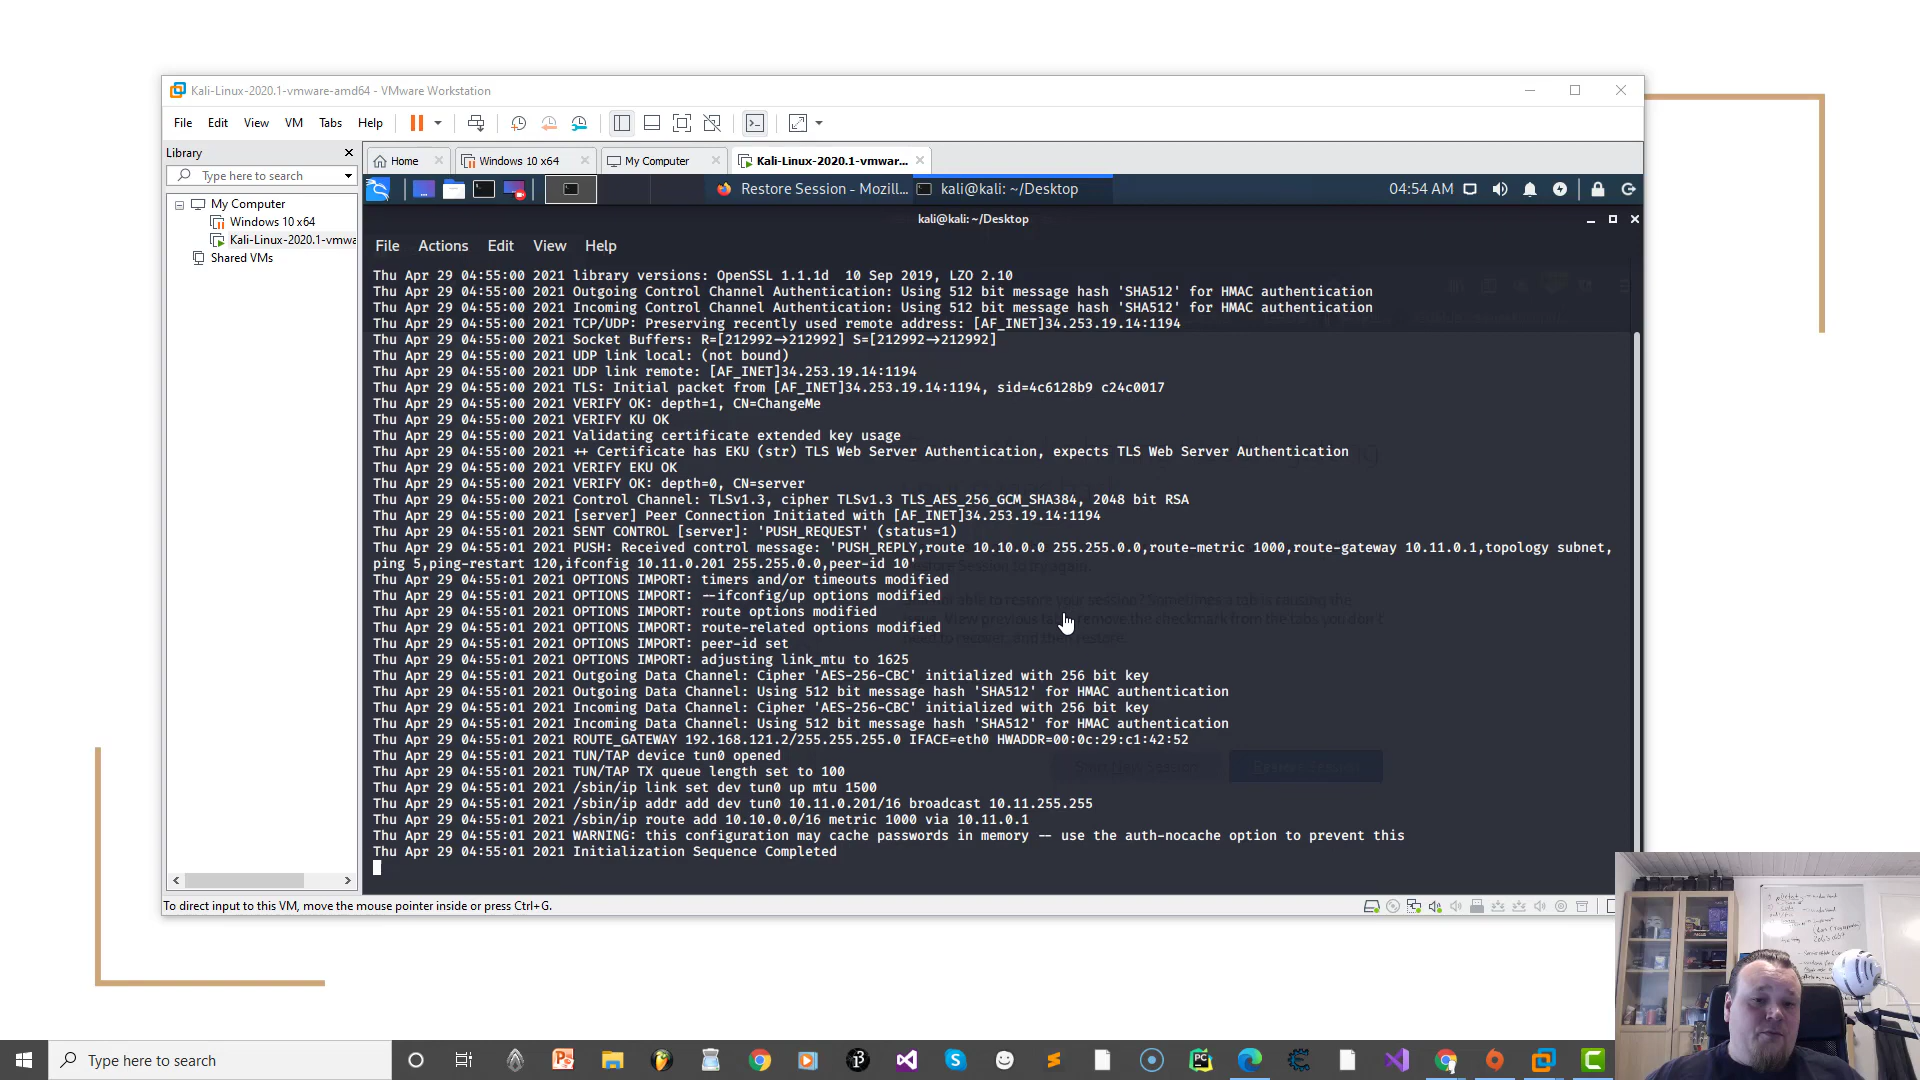 Kali-Linux-2020.1-vmware-amd64 - VMware Workstation
File Edit View VM Tabs Help
Library
Type here to search
My Computer
Windows 10 x64
Kali-Linux-2020.1-vmwa
Shared VMs
Home
Windows 10 x64
My Computer
Kali-Linux-2020.1-vmwar...
Restore Session - Mozill...
kali@kali: ~/Desktop
04:54 AM
kali@kali: ~/Desktop
File Actions Edit View Help
Thu Apr 29 04:55:00 2021 library versions: OpenSSL 1.1.1d  10 Sep 2019, LZO 2.10
Thu Apr 29 04:55:00 2021 Outgoing Control Channel Authentication: Using 512 bit message hash 'SHA512' for HMAC authentication
Thu Apr 29 04:55:00 2021 Incoming Control Channel Authentication: Using 512 bit message hash 'SHA512' for HMAC authentication
Thu Apr 29 04:55:00 2021 TCP/UDP: Preserving recently used remote address: [AF_INET]34.253.19.14:1194
Thu Apr 29 04:55:00 2021 Socket Buffers: R=[212992->212992] S=[212992->212992]
Thu Apr 29 04:55:00 2021 UDP link local: (not bound)
Thu Apr 29 04:55:00 2021 UDP link remote: [AF_INET]34.253.19.14:1194
Thu Apr 29 04:55:00 2021 TLS: Initial packet from [AF_INET]34.253.19.14:1194, sid=4c6128b9 c24c0017
Thu Apr 29 04:55:00 2021 VERIFY OK: depth=1, CN=ChangeMe
Thu Apr 29 04:55:00 2021 VERIFY KU OK
Thu Apr 29 04:55:00 2021 Validating certificate extended key usage
Thu Apr 29 04:55:00 2021 ++ Certificate has EKU (str) TLS Web Server Authentication, expects TLS Web Server Authentication
Thu Apr 29 04:55:00 2021 VERIFY EKU OK
Thu Apr 29 04:55:00 2021 VERIFY OK: depth=0, CN=server
Thu Apr 29 04:55:00 2021 Control Channel: TLSv1.3, cipher TLSv1.3 TLS_AES_256_GCM_SHA384, 2048 bit RSA
Thu Apr 29 04:55:00 2021 [server] Peer Connection Initiated with [AF_INET]34.253.19.14:1194
Thu Apr 29 04:55:01 2021 SENT CONTROL [server]: 'PUSH_REQUEST' (status=1)
Thu Apr 29 04:55:01 2021 PUSH: Received control message: 'PUSH_REPLY,route 10.10.0.0 255.255.0.0,route-metric 1000,route-gateway 10.11.0.1,topology subnet,
ping 5,ping-restart 120,ifconfig 10.11.0.201 255.255.0.0,peer-id 10'
Thu Apr 29 04:55:01 2021 OPTIONS IMPORT: timers and/or timeouts modified
Thu Apr 29 04:55:01 2021 OPTIONS IMPORT: --ifconfig/up options modified
Thu Apr 29 04:55:01 2021 OPTIONS IMPORT: route options modified
Thu Apr 29 04:55:01 2021 OPTIONS IMPORT: route-related options modified
Thu Apr 29 04:55:01 2021 OPTIONS IMPORT: peer-id set
Thu Apr 29 04:55:01 2021 OPTIONS IMPORT: adjusting link_mtu to 1625
Thu Apr 29 04:55:01 2021 Outgoing Data Channel: Cipher 'AES-256-CBC' initialized with 256 bit key
Thu Apr 29 04:55:01 2021 Outgoing Data Channel: Using 512 bit message hash 'SHA512' for HMAC authentication
Thu Apr 29 04:55:01 2021 Incoming Data Channel: Cipher 'AES-256-CBC' initialized with 256 bit key
Thu Apr 29 04:55:01 2021 Incoming Data Channel: Using 512 bit message hash 'SHA512' for HMAC authentication
Thu Apr 29 04:55:01 2021 ROUTE_GATEWAY 192.168.121.2/255.255.255.0 IFACE=eth0 HWADDR=00:0c:29:c1:42:52
Thu Apr 29 04:55:01 2021 TUN/TAP device tun0 opened
Thu Apr 29 04:55:01 2021 TUN/TAP TX queue length set to 100
Thu Apr 29 04:55:01 2021 /sbin/ip link set dev tun0 up mtu 1500
Thu Apr 29 04:55:01 2021 /sbin/ip addr add dev tun0 10.11.0.201/16 broadcast 10.11.255.255
Thu Apr 29 04:55:01 2021 /sbin/ip route add 10.10.0.0/16 metric 1000 via 10.11.0.1
Thu Apr 29 04:55:01 2021 WARNING: this configuration may cache passwords in memory -- use the auth-nocache option to prevent this
Thu Apr 29 04:55:01 2021 Initialization Sequence Completed
To direct input to this VM, move the mouse pointer inside or press Ctrl+G.
Type here to search